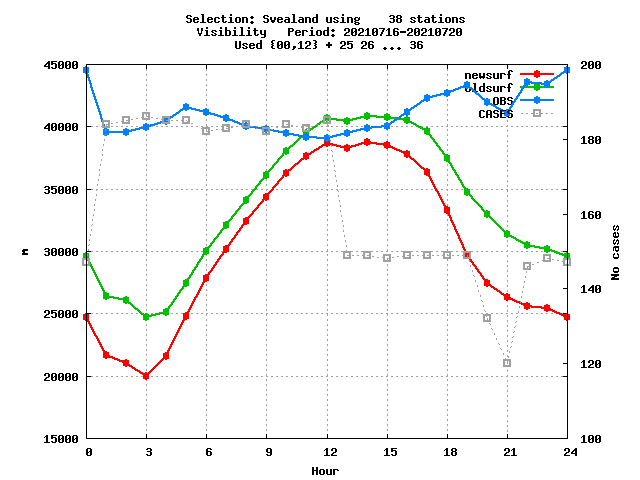 Selection: Svealand using    38 stations
Visibility   Period: 20210716-20210720
Used {00,12} + 25 26 ... 36
45000
40000
35000
30000
25000
20000
15000
m
200
180
160
140
120
100
No cases
newsurf
oldsurf
OBS
CASES
0 3 6 9 12 15 18 21 24
Hour